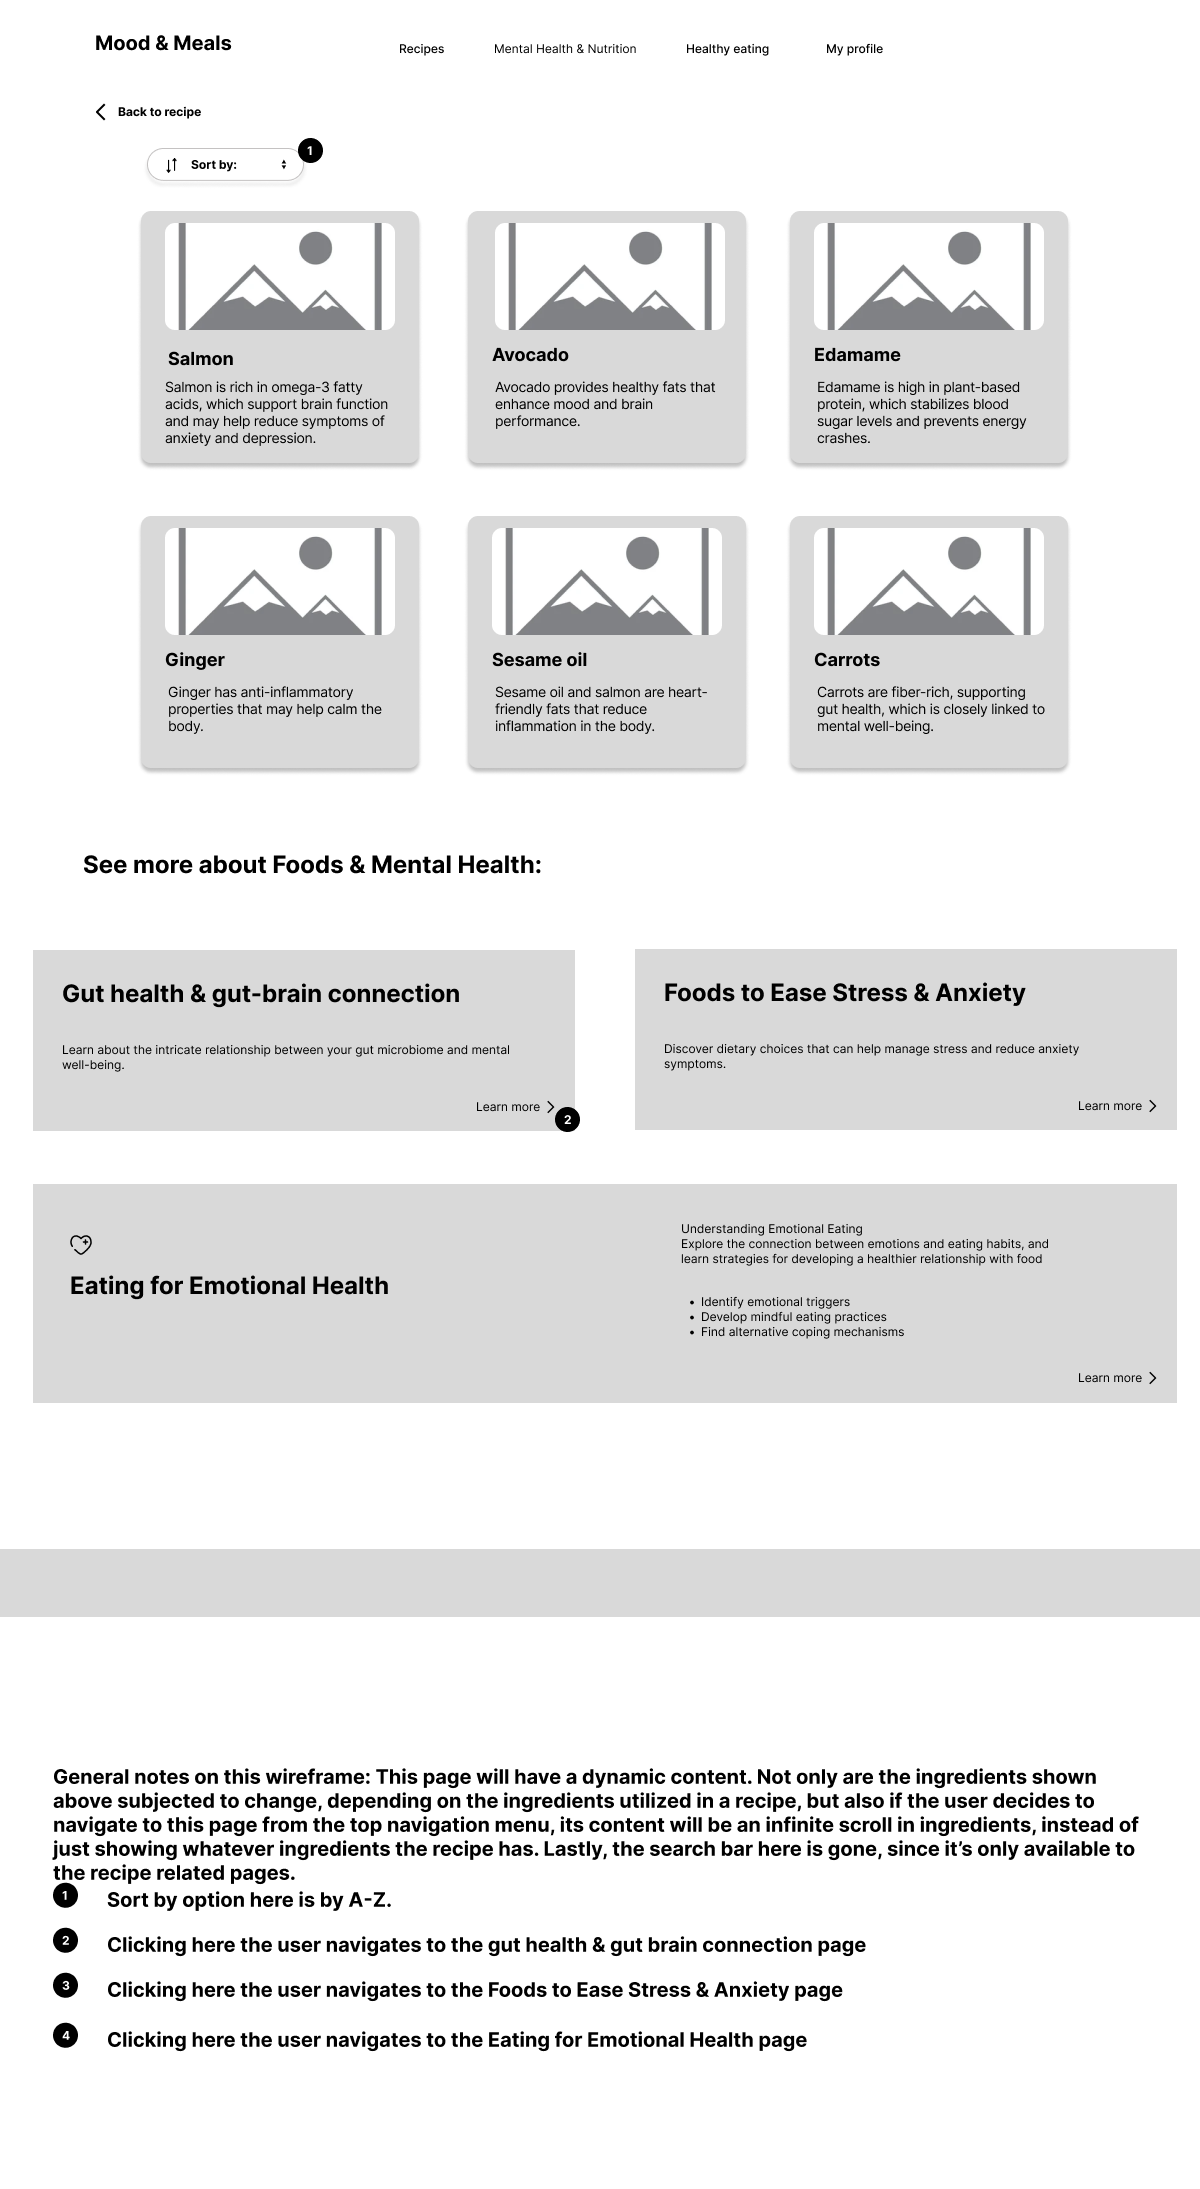 Mood & Meals
Recipes
Mental Health & Nutrition
Healthy eating
My profile
Back to recipe
Sort by:
1
Salmon
Salmon is rich in omega-3 fatty
acids, which support brain function
and may help reduce symptoms of
anxiety and depression.
Avocado
Avocado provides healthy fats that
enhance mood and brain
performance.
Edamame
Edamame is high in plant-based
protein, which stabilizes blood
sugar levels and prevents energy
crashes.
Ginger
Ginger has anti-inflammatory
properties that may help calm the
body.
Sesame oil
Sesame oil and salmon are heart-
friendly fats that reduce
inflammation in the body.
Carrots
Carrots are fiber-rich, supporting
gut health, which is closely linked to
mental well-being.
See more about Foods & Mental Health:
Gut health & gut-brain connection
Learn about the intricate relationship between your gut microbiome and mental
well-being.
Learn more
2
Foods to Ease Stress & Anxiety
Discover dietary choices that can help manage stress and reduce anxiety
symptoms.
Learn more
Eating for Emotional Health
Understanding Emotional Eating
Explore the connection between emotions and eating habits, and
learn strategies for developing a healthier relationship with food
• Identify emotional triggers
• Develop mindful eating practices
• Find alternative coping mechanisms
Learn more
General notes on this wireframe: This page will have a dynamic content. Not only are the ingredients shown
above subjected to change, depending on the ingredients utilized in a recipe, but also if the user decides to
navigate to this page from the top navigation menu, its content will be an infinite scroll in ingredients, instead of
just showing whatever ingredients the recipe has. Lastly, the search bar here is gone, since it’s only available to
the recipe related pages.
1 Sort by option here is by A-Z.
2 Clicking here the user navigates to the gut health & gut brain connection page
3 Clicking here the user navigates to the Foods to Ease Stress & Anxiety page
4 Clicking here the user navigates to the Eating for Emotional Health page